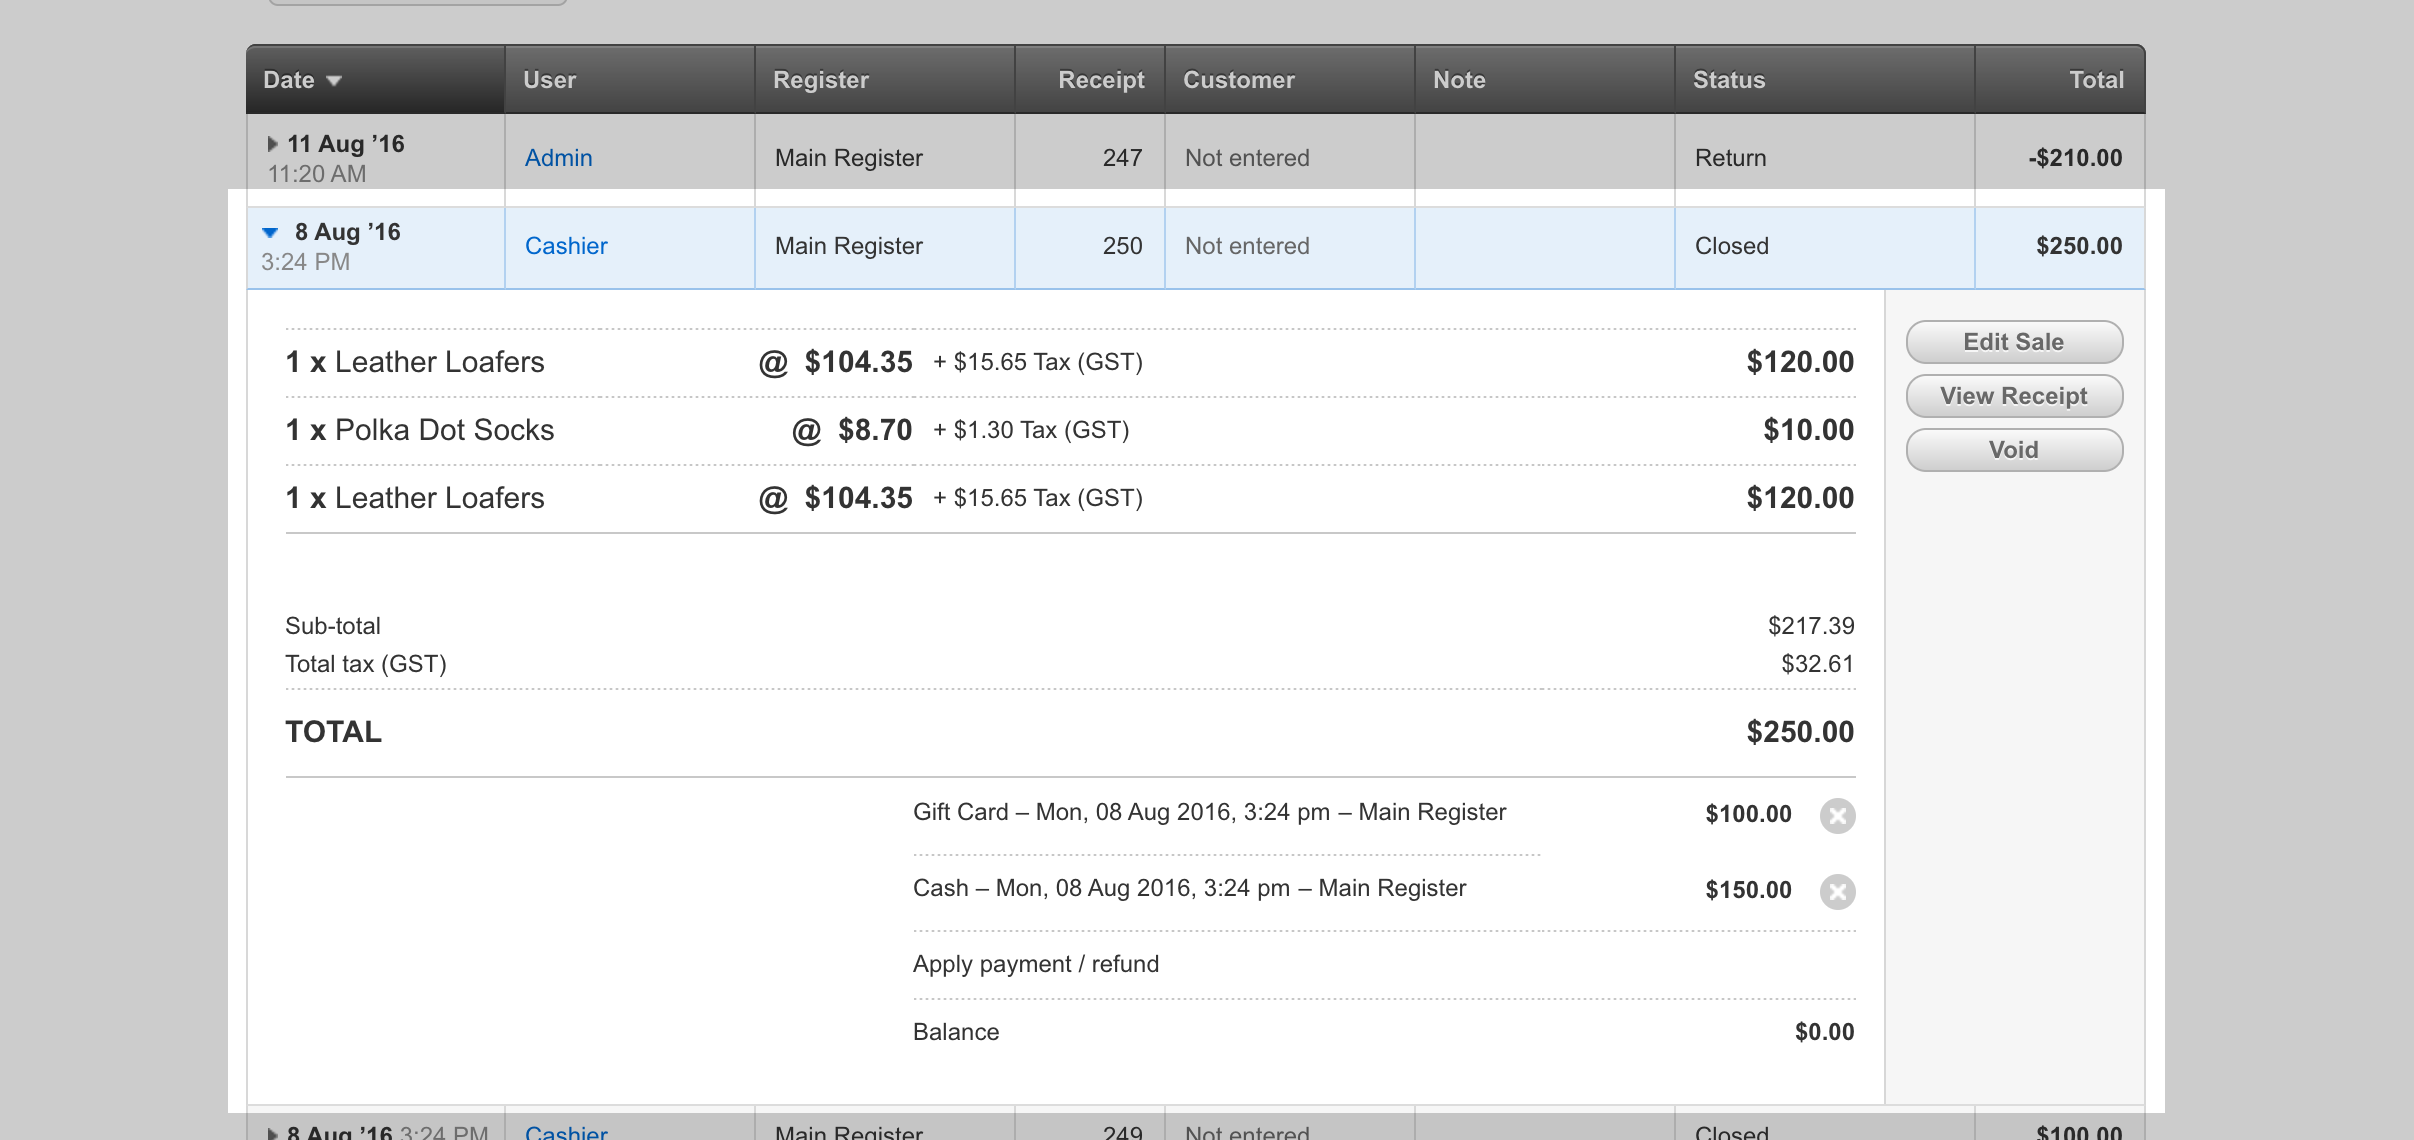 Date User Register Receipt Customer Note Status Total
11 Aug ’16 Admin Main Register 247 Not entered Return -$210.00
11:20 AM
8 Aug ’16 Cashier Main Register 250 Not entered Closed $250.00
3:24 PM
1 x Leather Loafers @ $104.35 + $15.65 Tax (GST) $120.00
Edit Sale
1 x Polka Dot Socks @ $8.70 + $1.30 Tax (GST) $10.00
View Receipt
Void
1 x Leather Loafers @ $104.35 + $15.65 Tax (GST) $120.00
Sub-total $217.39
Total tax (GST) $32.61
TOTAL $250.00
Gift Card – Mon, 08 Aug 2016, 3:24 pm – Main Register $100.00
Cash – Mon, 08 Aug 2016, 3:24 pm – Main Register $150.00
Apply payment / refund
Balance $0.00
8 Aug ’16 3:24 PM Cashier Main Register 249 Not entered Closed $100.00